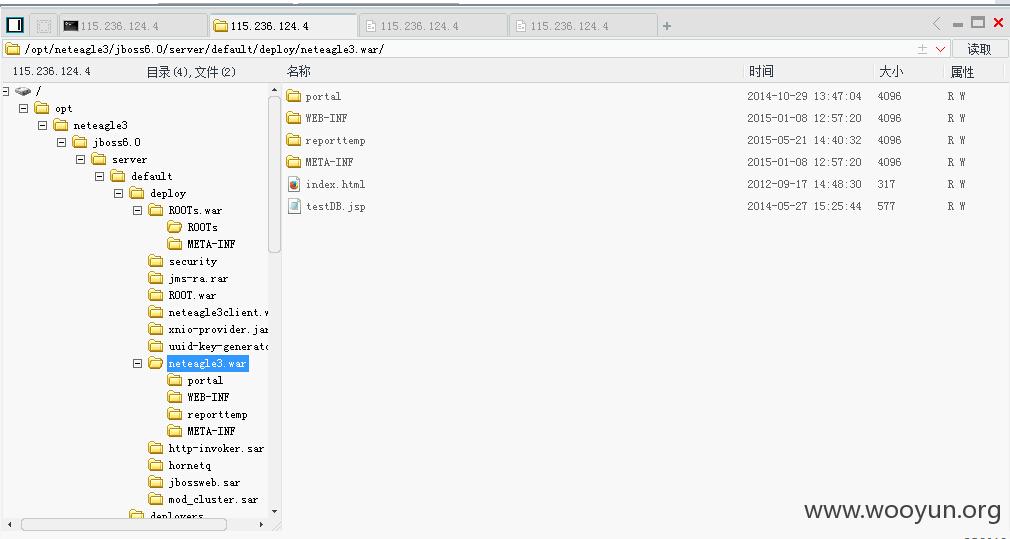 115.236.124.4 115.236.124.4 115.236.124.4 115.236.124.4
/opt/neteagle3/jboss6.0/server/default/deploy/neteagle3.war/ 读取
115.236.124.4 目录(4),文件(2) 名称 时间 大小 属性
/
opt
neteagle3
jboss6.0
server
default
deploy
ROOTs.war
ROOTs
META-INF
security
jms-ra.rar
ROOT.war
neteagle3client.w
xnio-provider.jar
uuid-key-generato
neteagle3.war
portal
WEB-INF
reporttemp
META-INF
http-invoker.sar
hornetq
jbossweb.sar
mod_cluster.sar
deployers
portal 2014-10-29 13:47:04 4096 R W
WEB-INF 2015-01-08 12:57:20 4096 R W
reporttemp 2015-05-21 14:40:32 4096 R W
META-INF 2015-01-08 12:57:20 4096 R W
index.html 2012-09-17 14:48:30 317 R W
testDB.jsp 2014-05-27 15:25:44 577 R W
www.wooyun.org